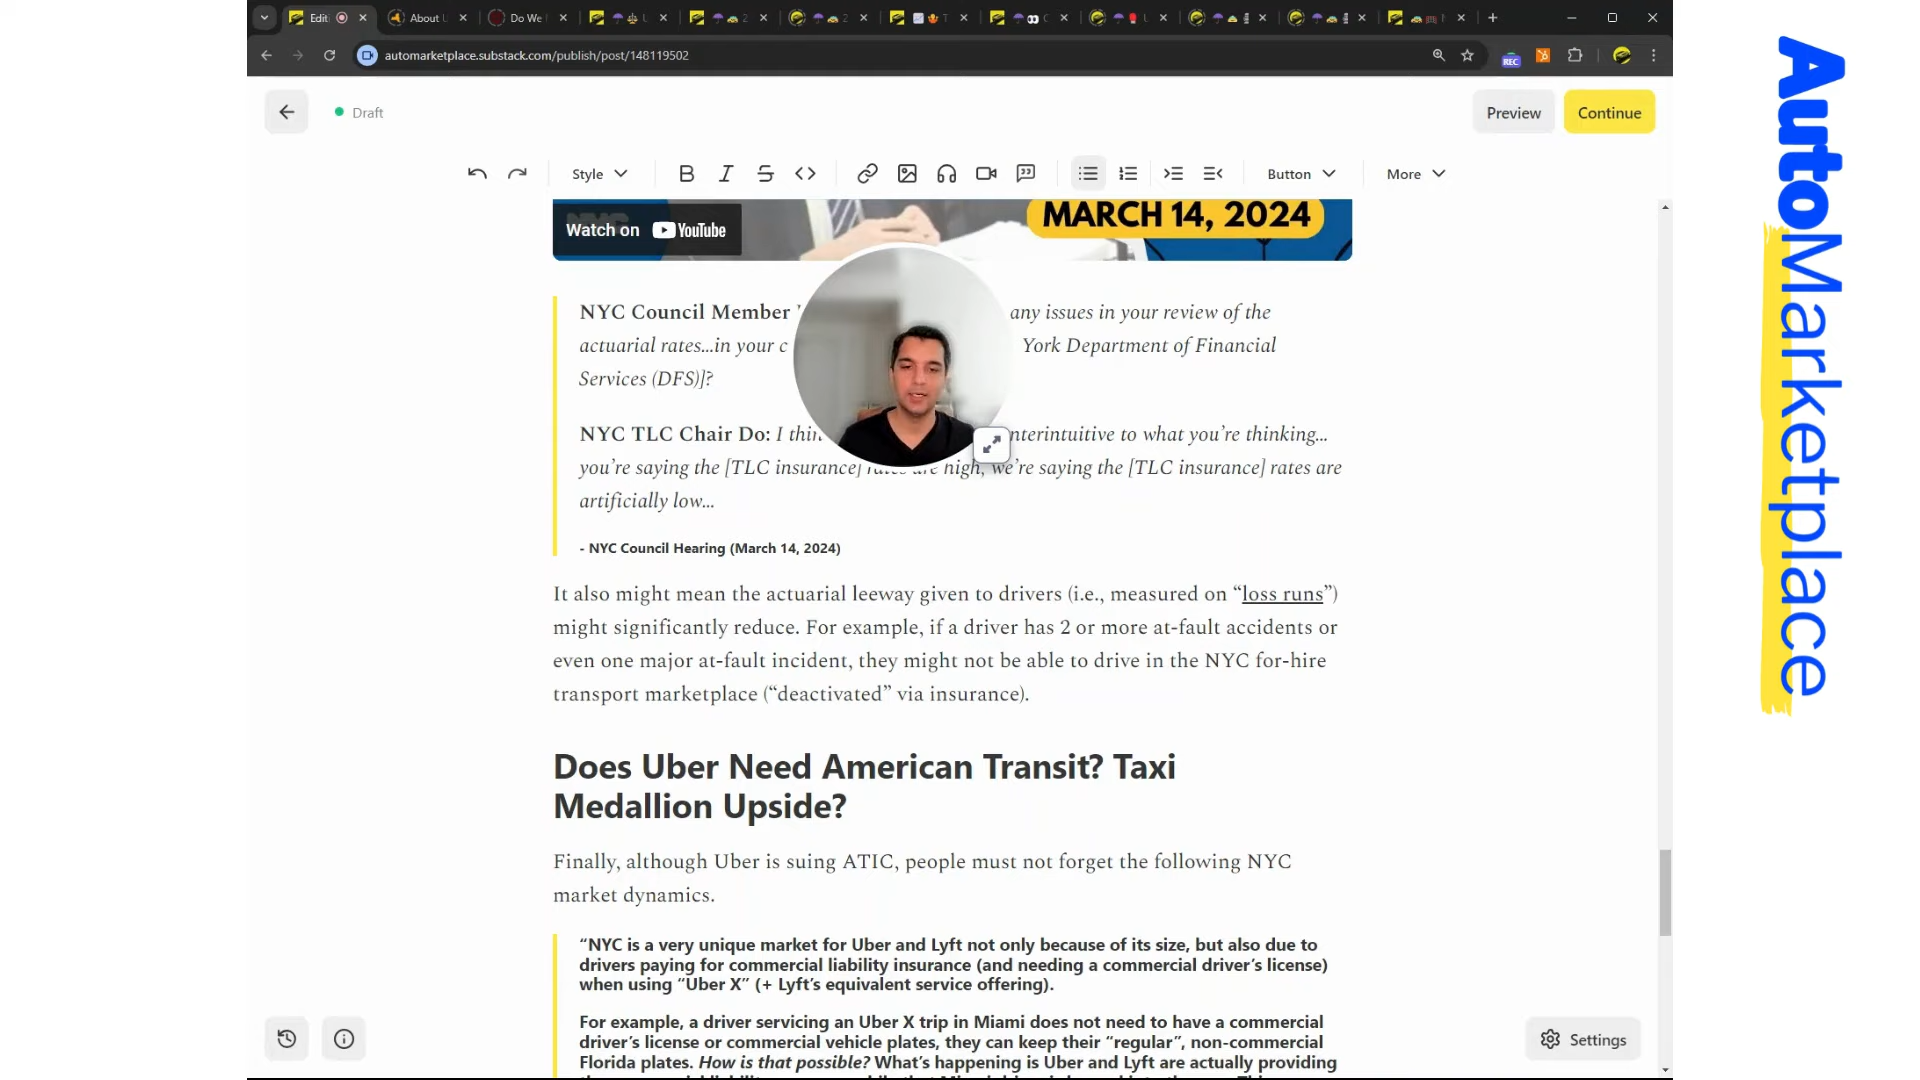 Edit
About
Do We
automarketplace.substack.com/publish/post/148119502
REC
Draft
Preview
Continue
Style
Button
More
Watch on YouTube
MARCH 14, 2024
NYC Council Member any issues in your review of the
actuarial rates...in your c York Department of Financial
Services (DFS)]?
NYC TLC Chair Do: I thin nterintuitive to what you’re thinking...
you’re saying the [TLC insurance] rates are high, we’re saying the [TLC insurance] rates are
artificially low...
- NYC Council Hearing (March 14, 2024)
It also might mean the actuarial leeway given to drivers (i.e., measured on “loss runs”)
might significantly reduce. For example, if a driver has 2 or more at-fault accidents or
even one major at-fault incident, they might not be able to drive in the NYC for-hire
transport marketplace (“deactivated” via insurance).
Does Uber Need American Transit? Taxi
Medallion Upside?
Finally, although Uber is suing ATIC, people must not forget the following NYC
market dynamics.
“NYC is a very unique market for Uber and Lyft not only because of its size, but also due to
drivers paying for commercial liability insurance (and needing a commercial driver’s license)
when using “Uber X” (+ Lyft’s equivalent service offering).
For example, a driver servicing an Uber X trip in Miami does not need to have a commercial
driver’s license or commercial vehicle plates, they can keep their “regular”, non-commercial
Florida plates. How is that possible? What’s happening is Uber and Lyft are actually providing
Settings
AutoMarketplace